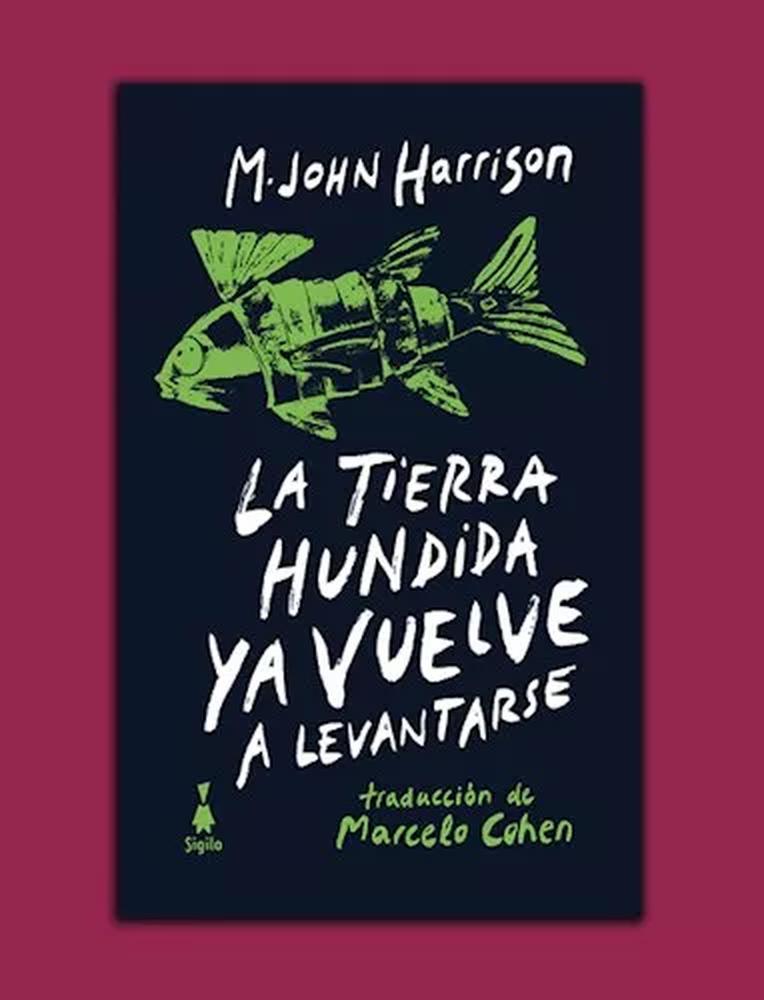 M. JOHN Harrison
LA TIERRA
HUNDIDA
YA VUELVE
A LEVANTARSE
traducción de
Marcelo Cohen
Sigilo